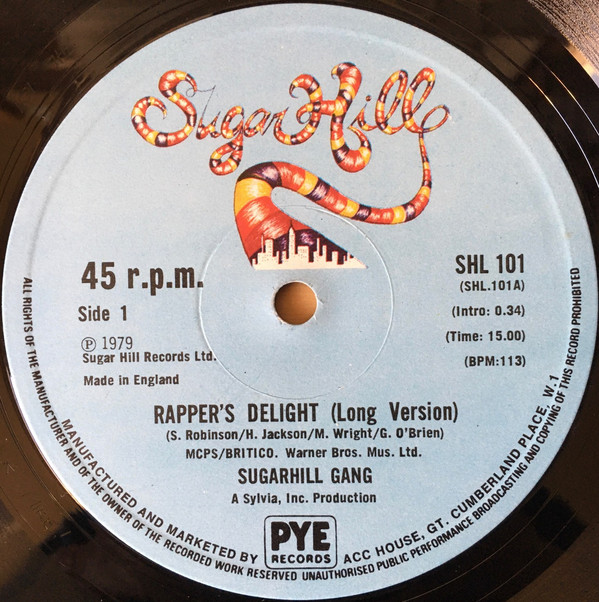 Sugar Hill
45 r.p.m.
Side 1
℗ 1979
Sugar Hill Records Ltd.
Made in England
SHL 101
(SHL.101A)
(Intro: 0.34)
(Time: 15.00)
(BPM:113)
RAPPER'S DELIGHT (Long Version)
(S. Robinson/H. Jackson/M. Wright/G. O'Brien)
MCPS/BRITICO. Warner Bros. Mus. Ltd.
SUGARHILL GANG
A Sylvia, Inc. Production
PYE
RECORDS
MANUFACTURED AND MARKETED BY ACC HOUSE, GT. CUMBERLAND PLACE, W.1
ALL RIGHTS OF THE MANUFACTURER AND OF THE OWNER OF THE RECORDED WORK RESERVED UNAUTHORISED PUBLIC PERFORMANCE BROADCASTING AND COPYING OF THIS RECORD PROHIBITED